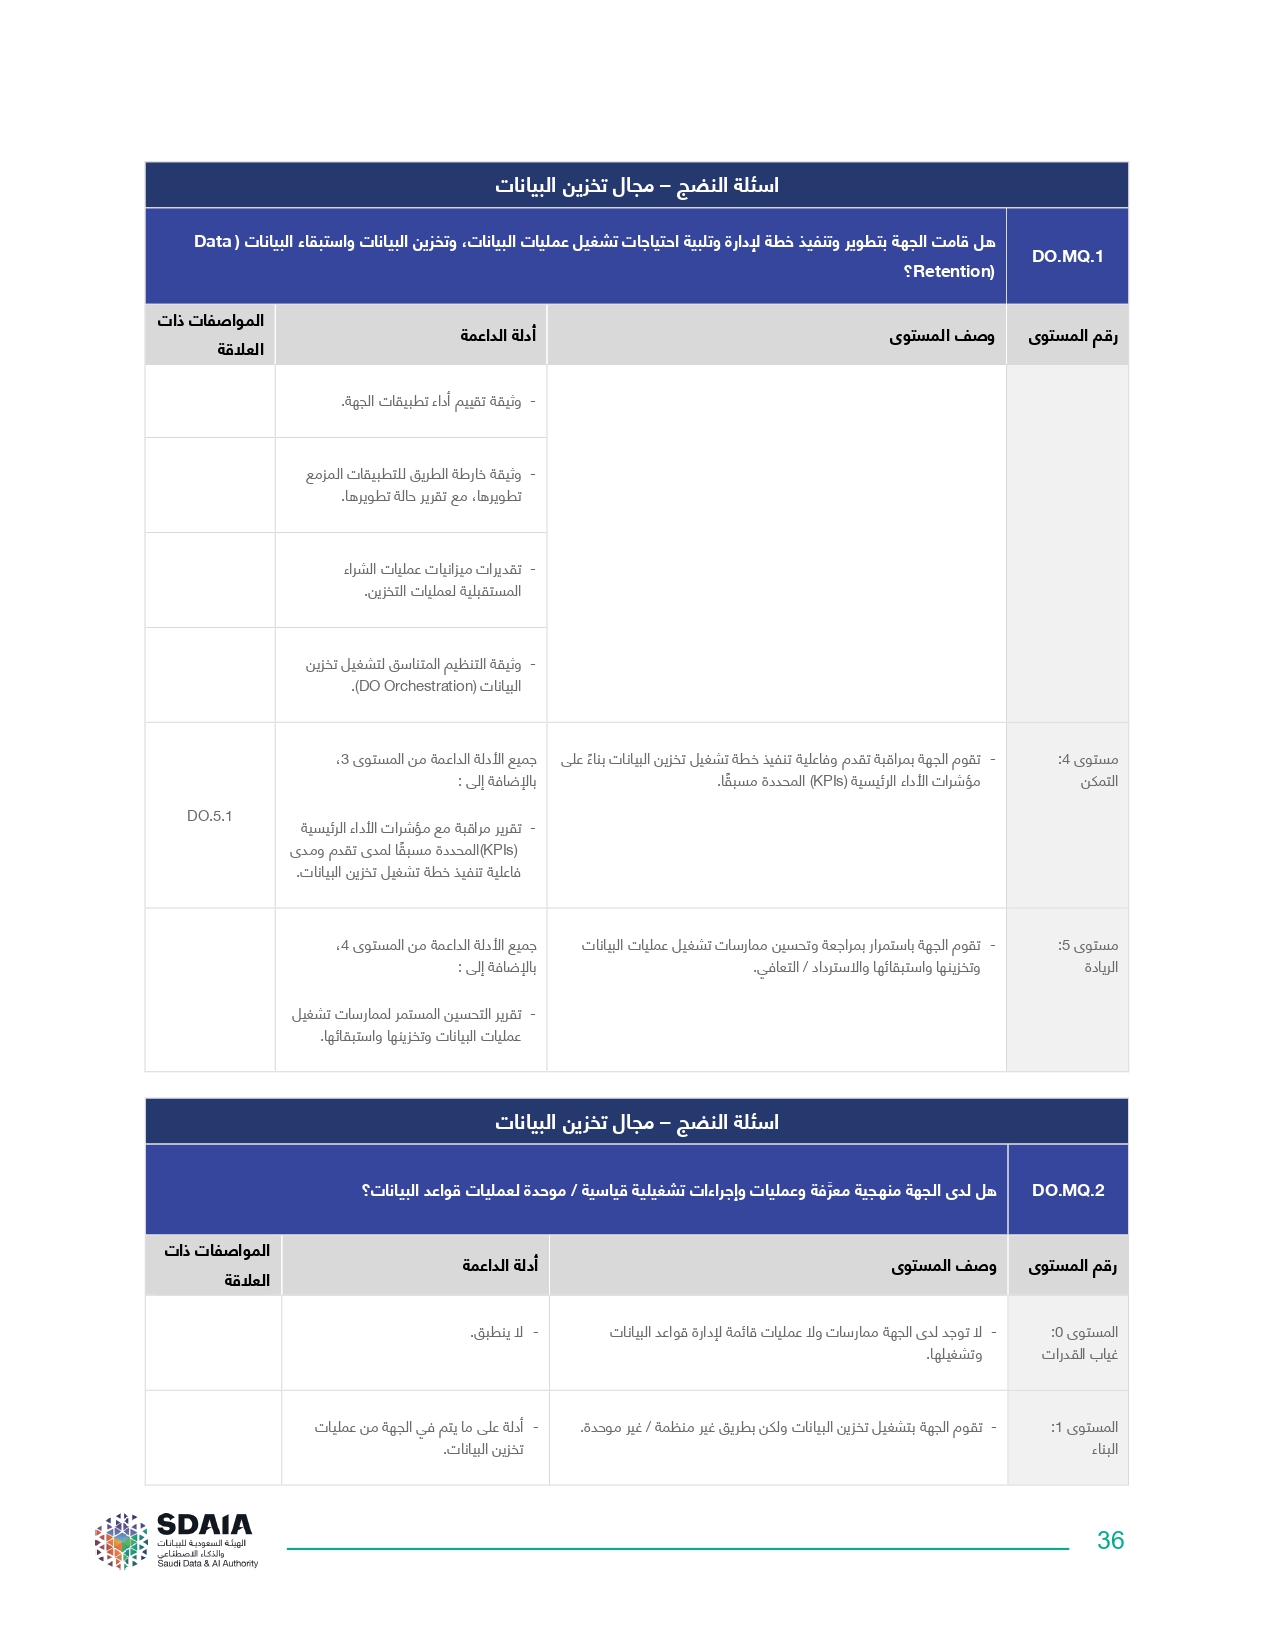 اسئلة النضج – مجال تخزين البيانات
DO.MQ.1
هل قامت الجهة بتطوير وتنفيذ خطة لإدارة وتلبية احتياجات تشغيل عمليات البيانات، وتخزين البيانات واستبقاء البيانات ( Data
Retention)؟
رقم المستوى
وصف المستوى
أدلة الداعمة
المواصفات ذات
العلاقة
- وثيقة تقييم أداء تطبيقات الجهة.
- وثيقة خارطة الطريق للتطبيقات المزمع
تطويرها، مع تقرير حالة تطويرها.
- تقديرات ميزانيات عمليات الشراء
المستقبلية لعمليات التخزين.
- وثيقة التنظيم المتناسق لتشغيل تخزين
البيانات (DO Orchestration).
مستوى 4:
التمكن
- تقوم الجهة بمراقبة تقدم وفاعلية تنفيذ خطة تشغيل تخزين البيانات بناءً على
مؤشرات الأداء الرئيسية (KPIs) المحددة مسبقًا.
جميع الأدلة الداعمة من المستوى 3،
بالإضافة إلى :
- تقرير مراقبة مع مؤشرات الأداء الرئيسية
(KPIs)المحددة مسبقًا لمدى تقدم ومدى
فاعلية تنفيذ خطة تشغيل تخزين البيانات.
DO.5.1
مستوى 5:
الريادة
- تقوم الجهة باستمرار بمراجعة وتحسين ممارسات تشغيل عمليات البيانات
وتخزينها واستبقائها والاسترداد / التعافي.
جميع الأدلة الداعمة من المستوى 4،
بالإضافة إلى :
- تقرير التحسين المستمر لممارسات تشغيل
عمليات البيانات وتخزينها واستبقائها.
اسئلة النضج – مجال تخزين البيانات
DO.MQ.2
هل لدى الجهة منهجية معرَّفة وعمليات وإجراءات تشغيلية قياسية / موحدة لعمليات قواعد البيانات؟
رقم المستوى
وصف المستوى
أدلة الداعمة
المواصفات ذات
العلاقة
المستوى 0:
غياب القدرات
- لا توجد لدى الجهة ممارسات ولا عمليات قائمة لإدارة قواعد البيانات
وتشغيلها.
- لا ينطبق.
المستوى 1:
البناء
- تقوم الجهة بتشغيل تخزين البيانات ولكن بطريق غير منظمة / غير موحدة.
- أدلة على ما يتم في الجهة من عمليات
تخزين البيانات.
SDAIA
الهيئة السعودية للبيانات
والذكاء الاصطناعي
Saudi Data & AI Authority
36